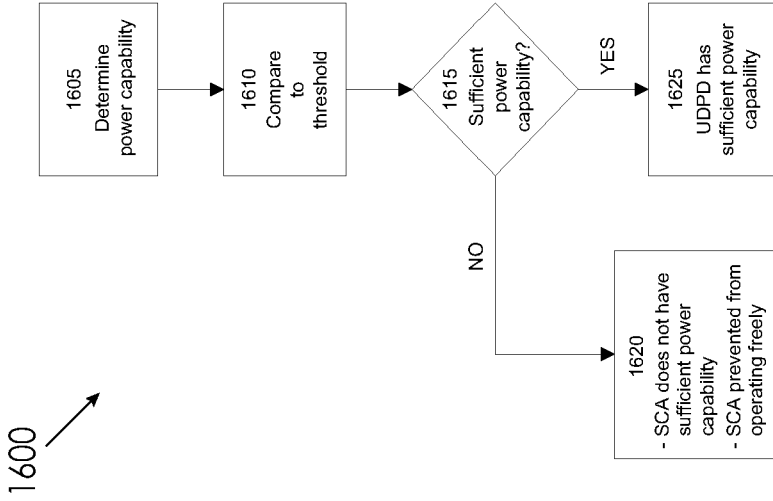 1600
1605
Determine
power capability
1610
Compare
to
threshold
1615
Sufficient
power
capability?
NO
YES
1620
- SCA does not have
sufficient power
capability
- SCA prevented from
operating freely
1625
UDPD has
sufficient power
capability